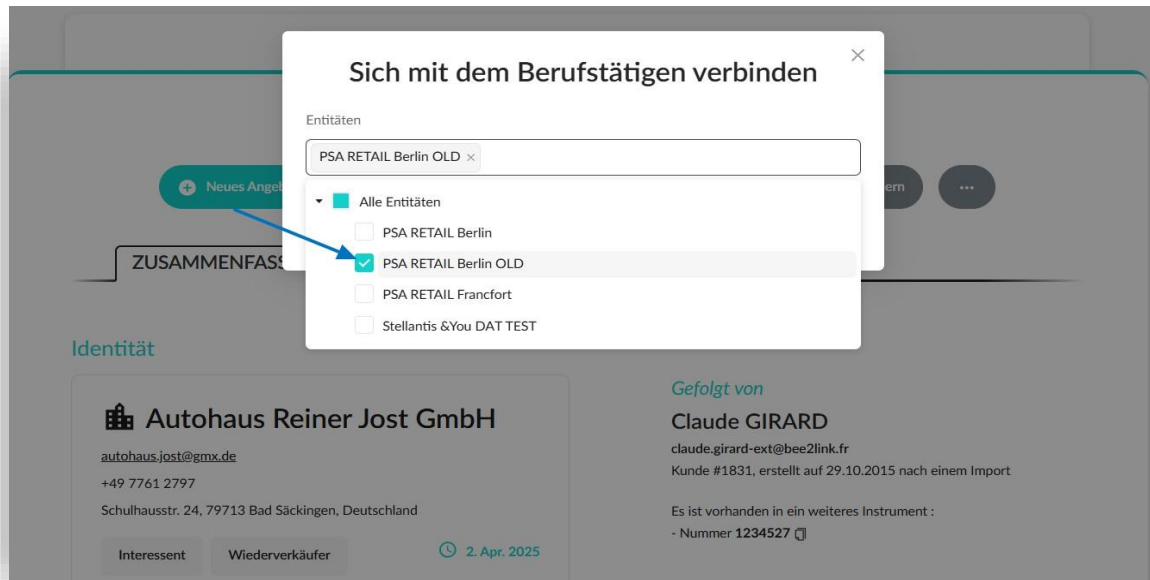 Sich mit dem Berufstätigen verbinden
Entitäten
PSA RETAIL Berlin OLD ×
Neues Angeb
ern
...
Alle Entitäten
PSA RETAIL Berlin
PSA RETAIL Berlin OLD
PSA RETAIL Francfort
Stellantis &You DAT TEST
ZUSAMMENFASS
Identität
Autohaus Reiner Jost GmbH
autohaus.jost@gmx.de
+49 7761 2797
Schulhausstr. 24, 79713 Bad Säckingen, Deutschland
Interessent Wiederverkäufer 2. Apr. 2025
Gefolgt von
Claude GIRARD
claude.girard-ext@bee2link.fr
Kunde #1831, erstellt auf 29.10.2015 nach einem Import
Es ist vorhanden in ein weiteres Instrument :
- Nummer 1234527